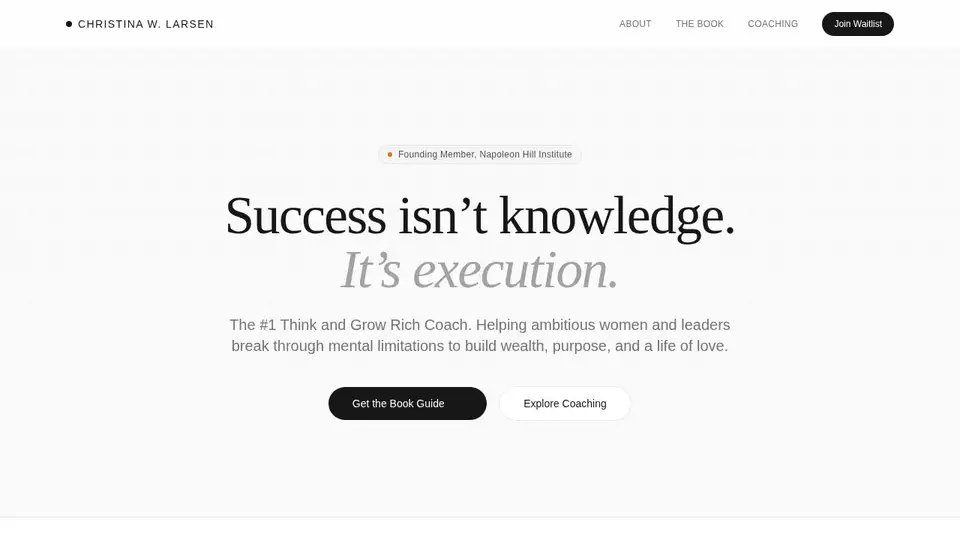 CHRISTINA W. LARSEN
ABOUT
THE BOOK
COACHING
Join Waitlist
Founding Member, Napoleon Hill Institute
Success isn’t knowledge.
It’s execution.
The #1 Think and Grow Rich Coach. Helping ambitious women and leaders
break through mental limitations to build wealth, purpose, and a life of love.
Get the Book Guide
Explore Coaching